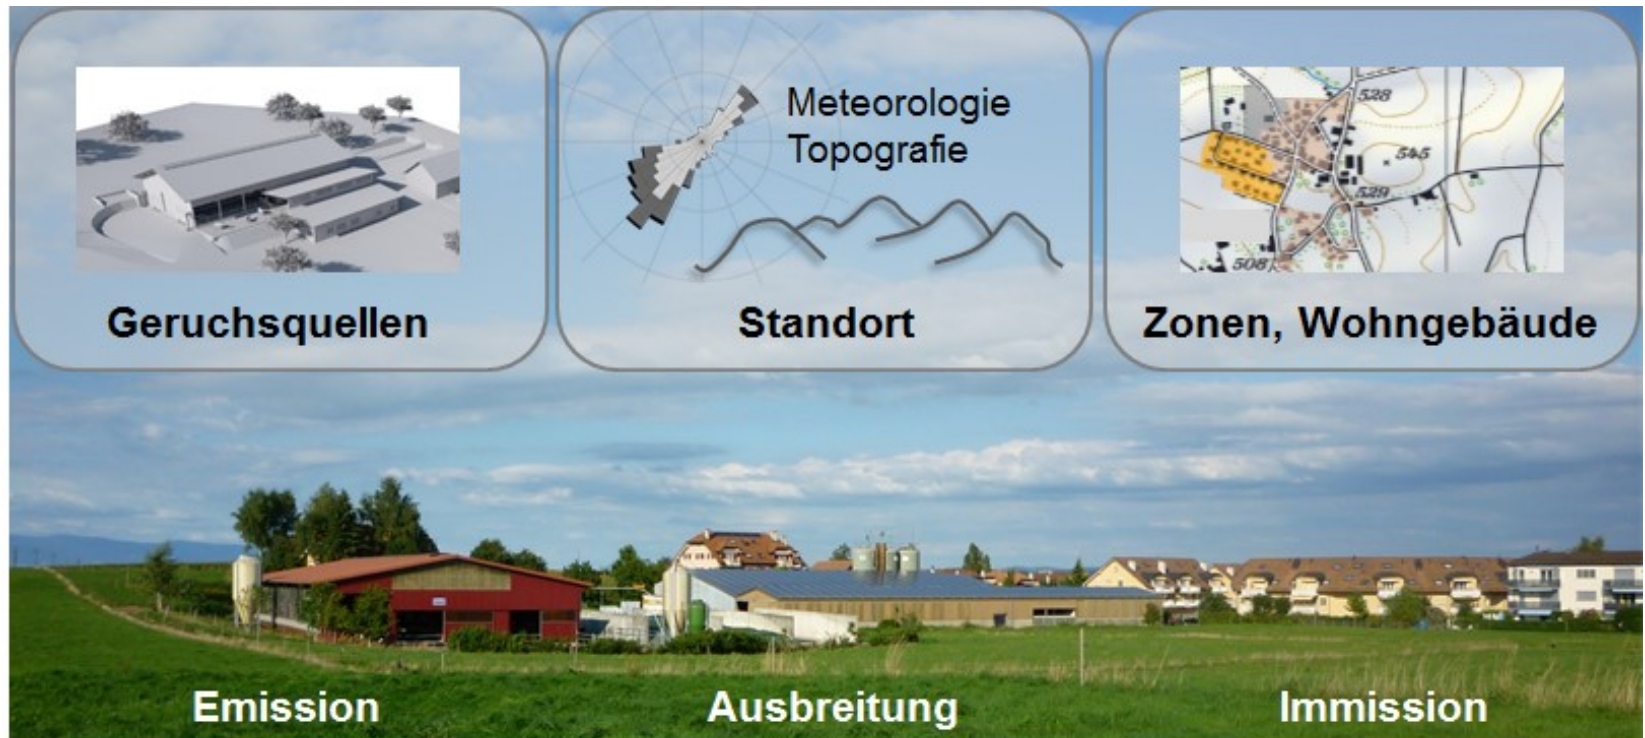 Meteorologie
Topografie
528
545
529
508
Geruchsquellen
Standort
Zonen, Wohngebäude
Emission
Ausbreitung
Immission